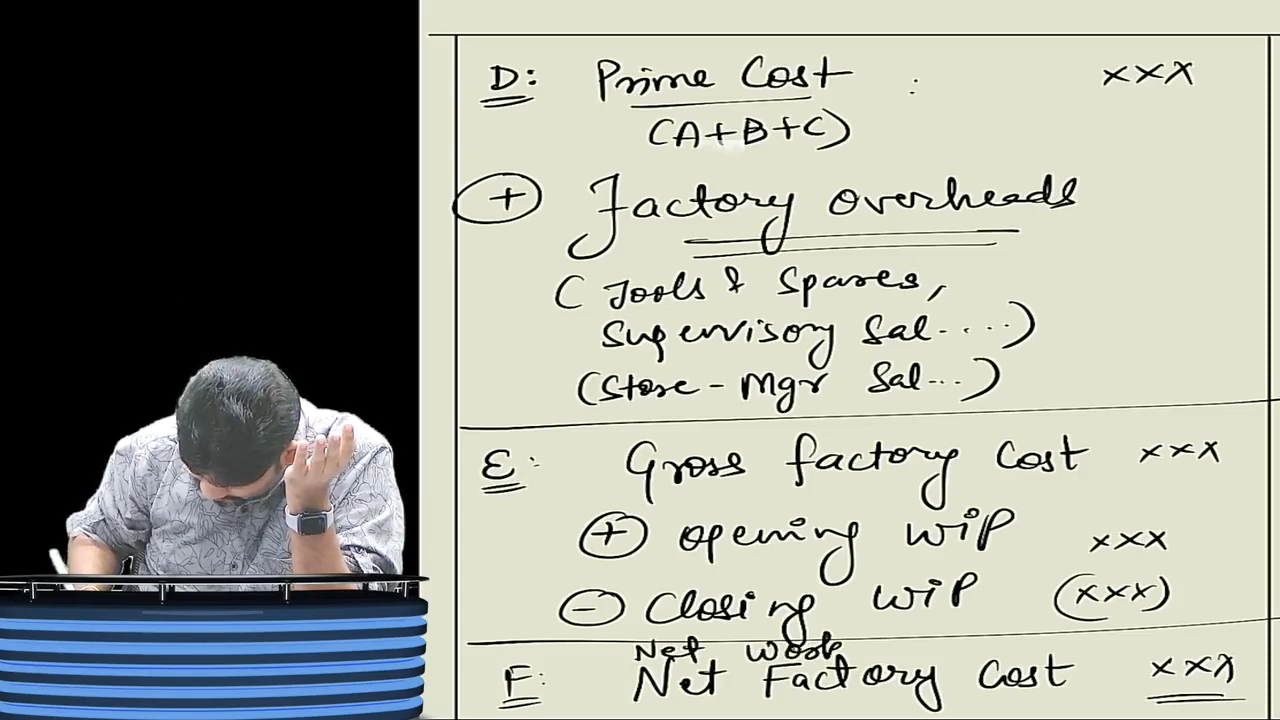 D: Prime Cost : xxx
(A+B+C)
+ Factory overheads
( Tools & Spares,
Supervisory Sal.....)
(Store-Mgr Sal...)
E: Gross factory Cost xxx
+ opening WIP xxx
- Closing WIP (xxx)
Net Work
F: Net Factory Cost xxx